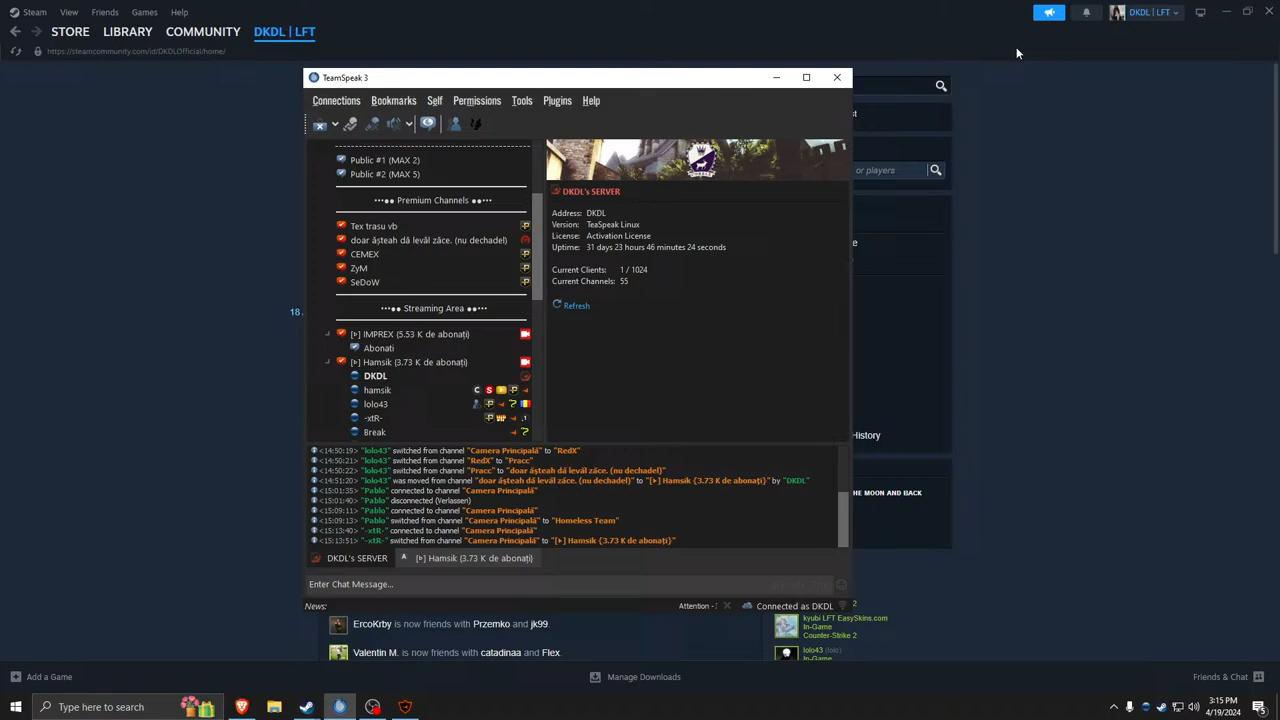 Steam View Friends Games Help
DKDL | LFT
STORE LIBRARY COMMUNITY DKDL | LFT
https://steamcommunity.com/id/DKDLOfficial/home/
TeamSpeak 3
Connections Bookmarks Self Permissions Tools Plugins Help
Public #1 (MAX 2)
Public #2 (MAX 5)
•••●● Premium Channels ●●•••
Tex trasu vb
doar ășteah dă levăl zăce. (nu dechadel)
CEMEX
ZyM
SeDoW
•••●● Streaming Area ●●•••
[▶] IMPREX {5.53 K de abonați}
Abonati
[▶] Hamsik {3.73 K de abonați}
DKDL
hamsik
lolo43
-xtR-
Break
DKDL's SERVER
Address: DKDL
Version: TeaSpeak Linux
License: Activation License
Uptime: 31 days 23 hours 46 minutes 24 seconds
Current Clients: 1 / 1024
Current Channels: 55
Refresh
18.
or players
History
THE MOON AND BACK
<14:50:19> "lolo43" switched from channel "Camera Principală" to "RedX"
<14:50:21> "lolo43" switched from channel "RedX" to "Pracc"
<14:50:22> "lolo43" switched from channel "Pracc" to "doar ășteah dă levăl zăce. (nu dechadel)"
<14:51:20> "lolo43" was moved from channel "doar ășteah dă levăl zăce. (nu dechadel)" to "[▶] Hamsik {3.73 K de abonați}" by "DKDL"
<15:01:35> "Pablo" connected to channel "Camera Principală"
<15:01:40> "Pablo" disconnected (Verlassen)
<15:09:11> "Pablo" connected to channel "Camera Principală"
<15:09:13> "Pablo" switched from channel "Camera Principală" to "Homeless Team"
<15:13:40> "-xtR-" connected to channel "Camera Principală"
<15:13:51> "-xtR-" switched from channel "Camera Principală" to "[▶] Hamsik {3.73 K de abonați}"
DKDL's SERVER [▶] Hamsik {3.73 K de abonați}
Enter Chat Message...
News: Attention - Connected as DKDL
ErcoKrby is now friends with Przemko and jk99.
Valentin M. is now friends with catadinaa and Flex.
kyubi LFT EasySkins.com
In-Game
Counter-Strike 2
lolo43 (lolo)
In-Game
Add a Game Manage Downloads Friends & Chat
Type here to search
3:15 PM
4/19/2024